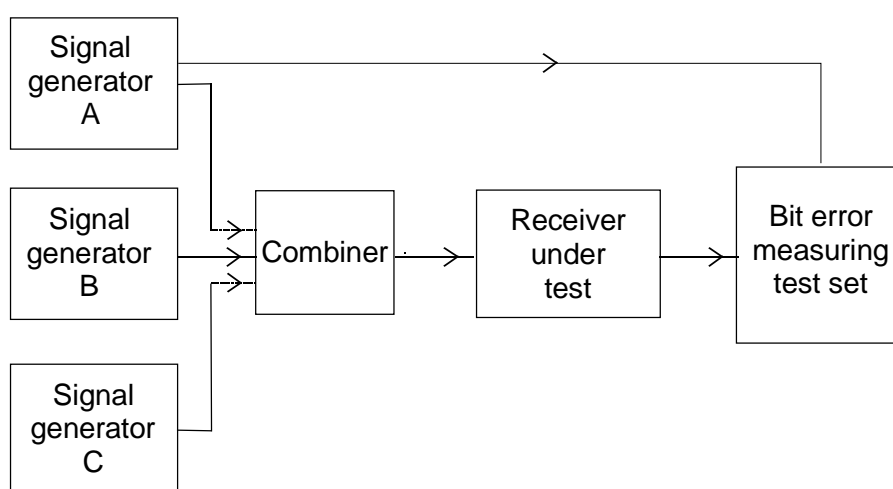 Signal
generator
A
Signal
generator
B
Combiner
Receiver
under
test
Bit error
measuring
test set
Signal
generator
C